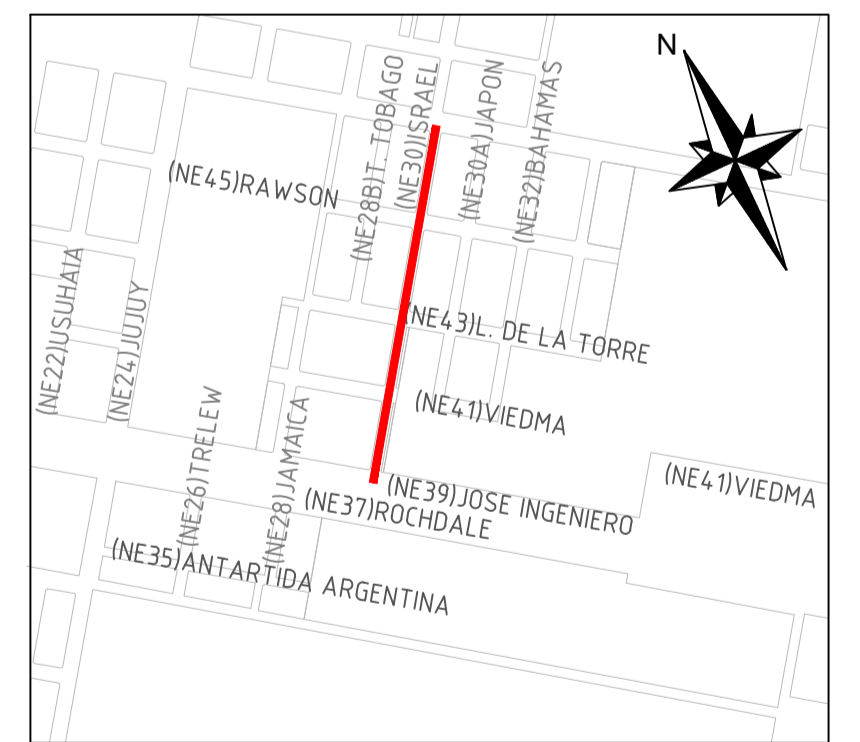 N
(NE28B)T. TOBAGO
(NE30)ISRAEL
(NE30A)JAPON
(NE32)BAHAMAS
(NE45)RAWSON
(NE22)USUHAIA
(NE24)JUJUY
(NE43)L. DE LA TORRE
(NE26)TRELEW
(NE28)JAMAICA
(NE41)VIEDMA
(NE41)VIEDMA
(NE39)JOSE INGENIERO
(NE37)ROCHDALE
(NE35)ANTARTIDA ARGENTINA